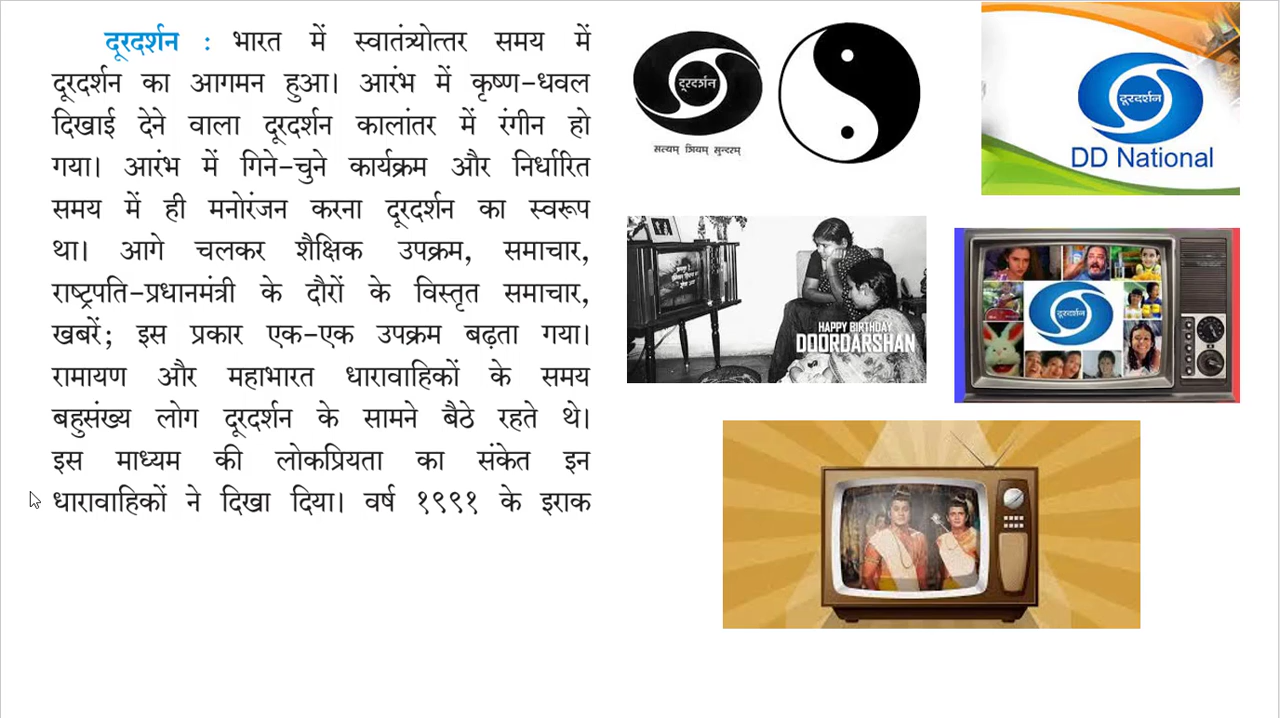 दूरदर्शन : भारत में स्वातंत्र्योत्तर समय में
दूरदर्शन का आगमन हुआ। आरंभ में कृष्ण-धवल
दिखाई देने वाला दूरदर्शन कालांतर में रंगीन हो
गया। आरंभ में गिने-चुने कार्यक्रम और निर्धारित
समय में ही मनोरंजन करना दूरदर्शन का स्वरूप
था। आगे चलकर शैक्षिक उपक्रम, समाचार,
राष्ट्रपति-प्रधानमंत्री के दौरों के विस्तृत समाचार,
खबरें; इस प्रकार एक-एक उपक्रम बढ़ता गया।
रामायण और महाभारत धारावाहिकों के समय
बहुसंख्य लोग दूरदर्शन के सामने बैठे रहते थे।
इस माध्यम की लोकप्रियता का संकेत इन
धारावाहिकों ने दिखा दिया। वर्ष १९९१ के इराक
दूरदर्शन
सत्यम् शिवम् सुन्दरम्
दूरदर्शन
DD National
HAPPY BIRTHDAY
DOORDARSHAN
दूरदर्शन